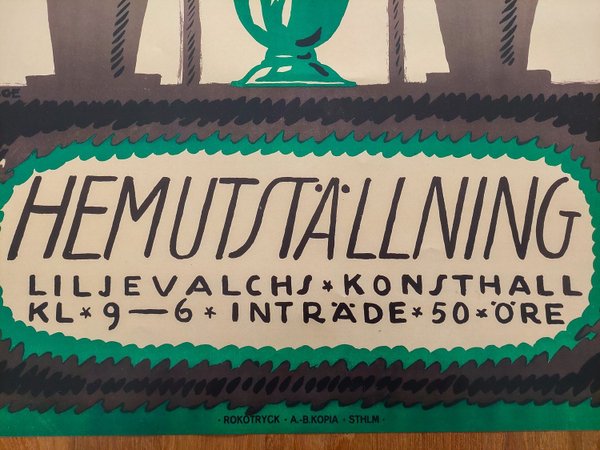 HEMUTSTÄLLNING
LILJEVALCHS * KONSTHALL
KL * 9 — 6 * INTRÄDE * 50 * ÖRE
· ROKOTRYCK · A.-B. KOPIA · STHLM ·